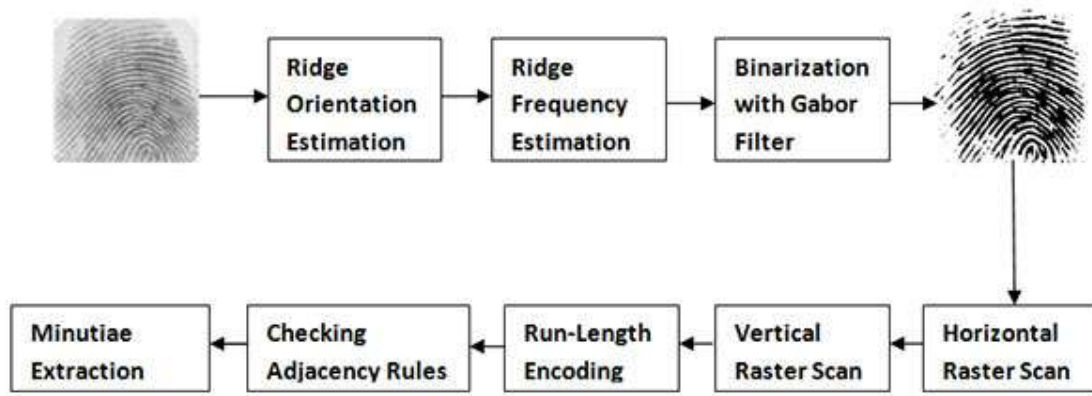 Ridge
Orientation
Estimation
Ridge
Frequency
Estimation
Binarization
with Gabor
Filter
Horizontal
Raster Scan
Vertical
Raster Scan
Run-Length
Encoding
Checking
Adjacency Rules
Minutiae
Extraction